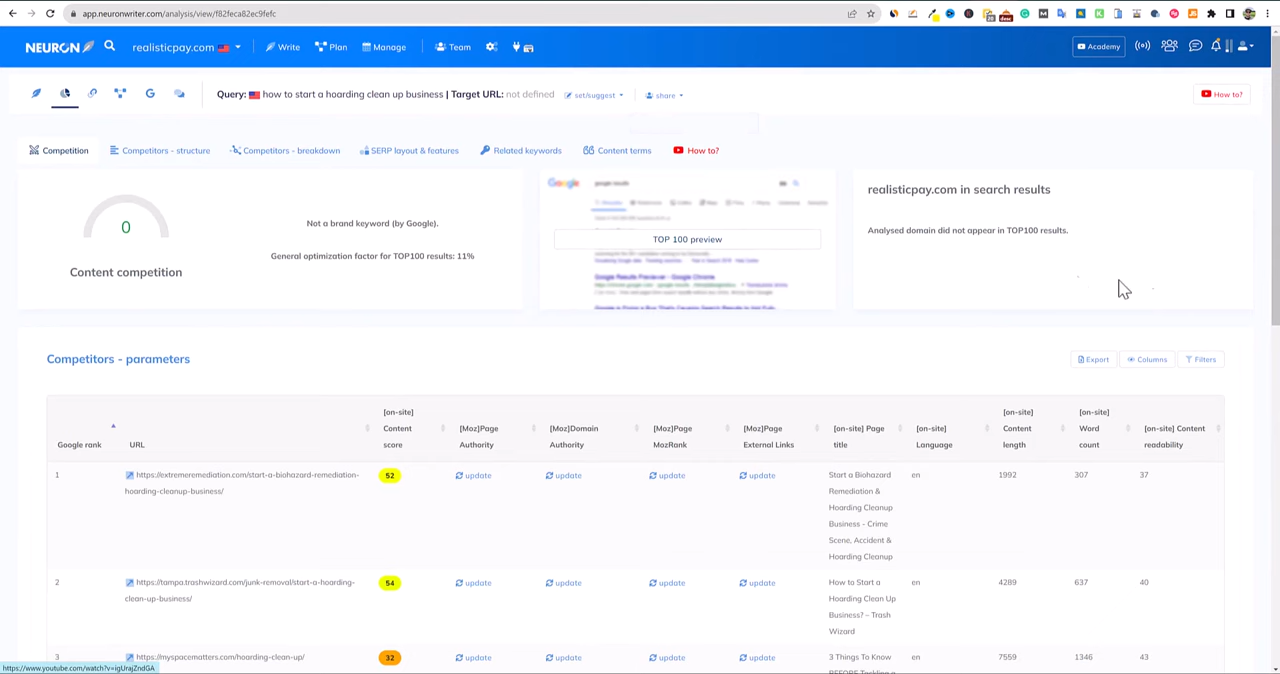 app.neuronwriter.com/analysis/view/f82feca82ec9fefc
NEURON
realisticpay.com
Write
Plan
Manage
Team
Academy
Query: how to start a hoarding clean up business | Target URL: not defined
set/suggest
share
How to?
Competition
Competitors - structure
Competitors - breakdown
SERP layout & features
Related keywords
Content terms
How to?
0
Content competition
Not a brand keyword (by Google).
General optimization factor for TOP100 results: 11%
Google
TOP 100 preview
realisticpay.com in search results
Analysed domain did not appear in TOP100 results.
Competitors - parameters
Export
Columns
Filters
Google rank
URL
[on-site]
Content
score
[Moz]Page
Authority
[Moz]Domain
Authority
[Moz]Page
MozRank
[Moz]Page
External Links
[on-site] Page
title
[on-site]
Language
[on-site]
Content
length
[on-site]
Word
count
[on-site] Content
readability
1
https://extremeremediation.com/start-a-biohazard-remediation-
hoarding-cleanup-business/
52
update
update
update
update
Start a Biohazard
Remediation &
Hoarding Cleanup
Business - Crime
Scene, Accident &
Hoarding Cleanup
en
1992
307
37
2
https://tampa.trashwizard.com/junk-removal/start-a-hoarding-
clean-up-business/
54
update
update
update
update
How to Start a
Hoarding Clean Up
Business? – Trash
Wizard
en
4289
637
40
3
https://myspacematters.com/hoarding-clean-up/
32
update
update
update
update
3 Things To Know
BEFORE Tackling a
en
7559
1346
43
https://www.youtube.com/watch?v=igUrajZndGA